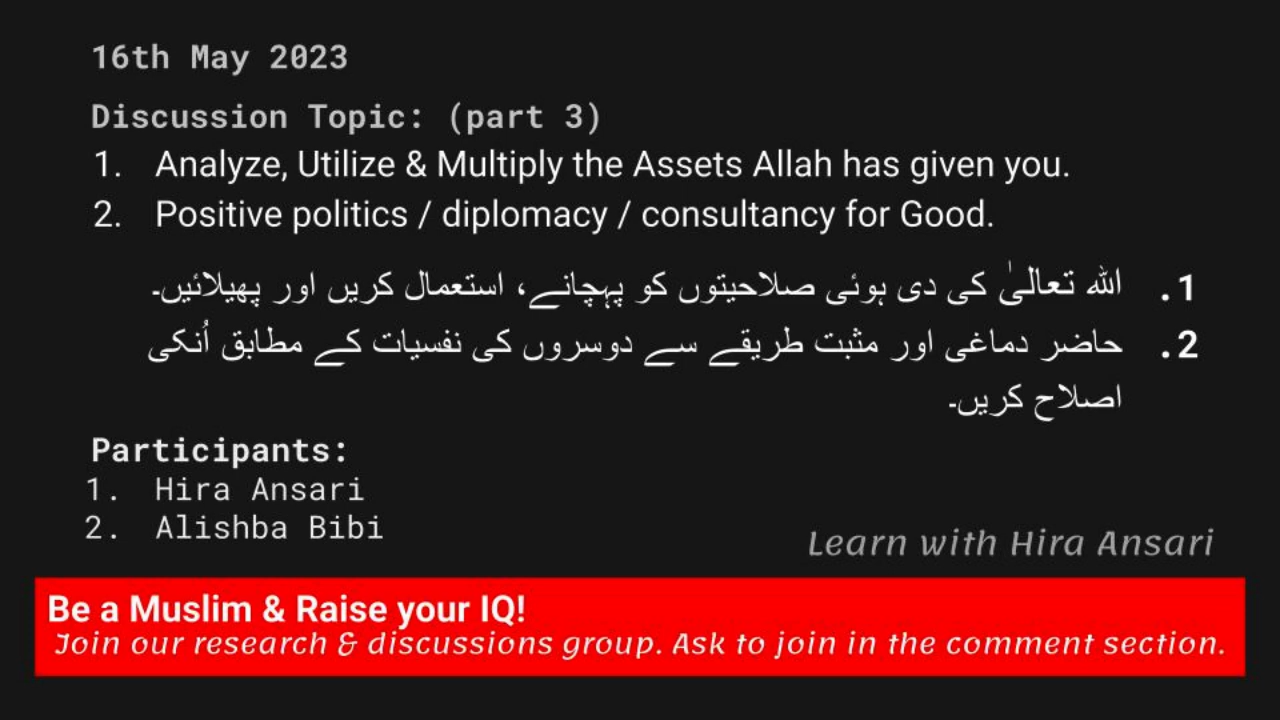 16th May 2023
Discussion Topic: (part 3)
1. Analyze, Utilize & Multiply the Assets Allah has given you.
2. Positive politics / diplomacy / consultancy for Good.
1. اللہ تعالیٰ کی دی ہوئی صلاحیتوں کو پہچانے، استعمال کریں اور پھیلائیں۔
2. حاضر دماغی اور مثبت طریقے سے دوسروں کی نفسیات کے مطابق اُنکی
اصلاح کریں۔
Participants:
1. Hira Ansari
2. Alishba Bibi
Learn with Hira Ansari
Be a Muslim & Raise your IQ!
Join our research & discussions group. Ask to join in the comment section.